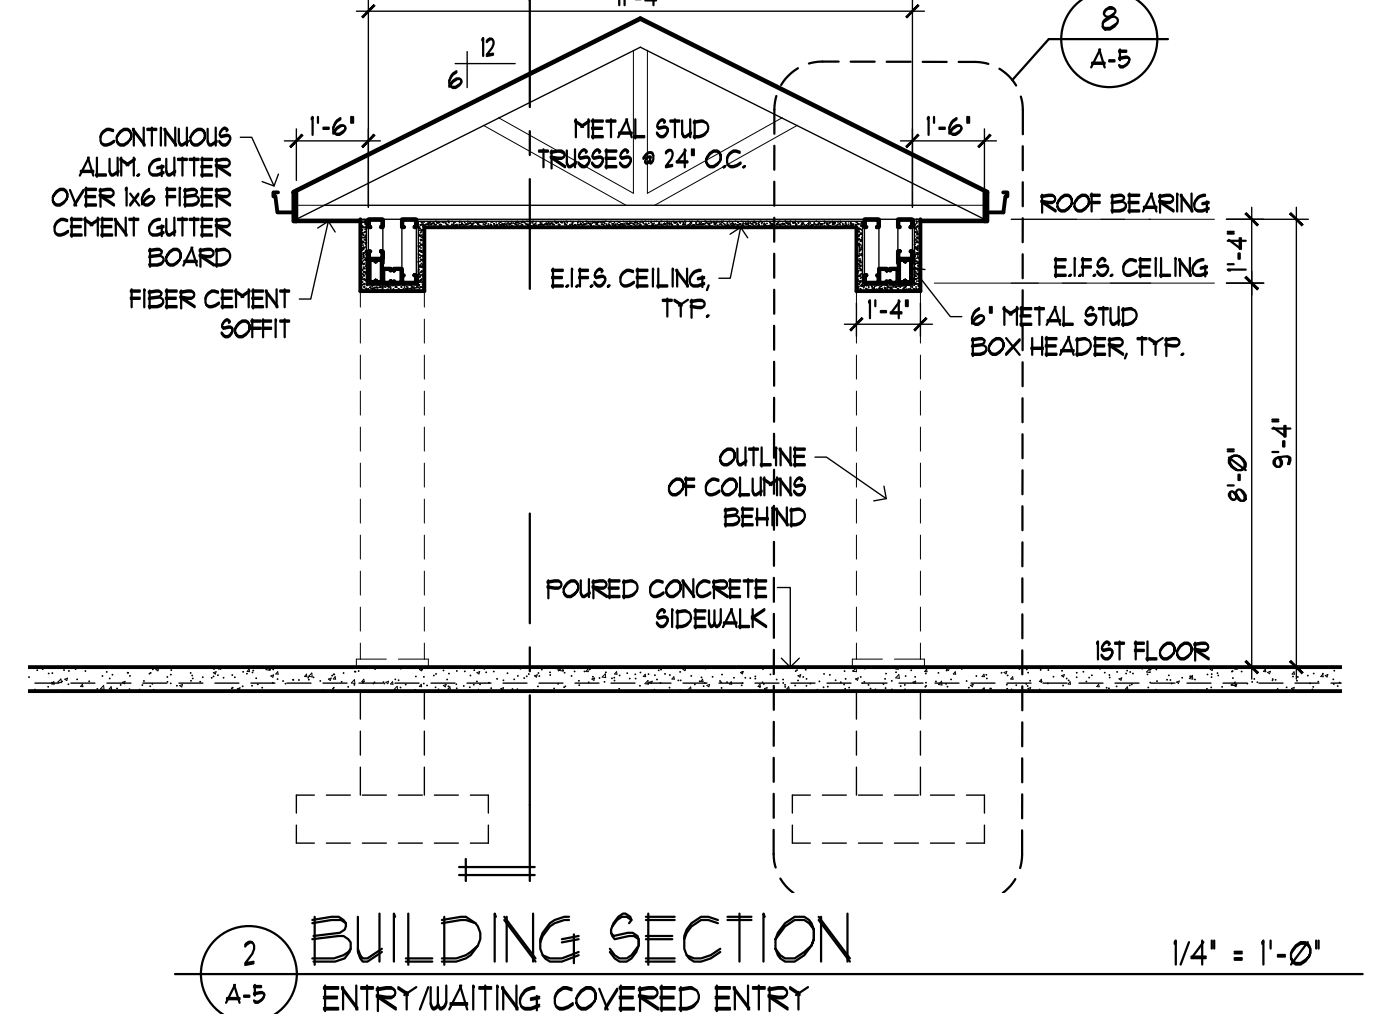 11'-4"
8
A-5
12
6
1'-6"
1'-6"
METAL STUD
TRUSSES @ 24" O.C.
CONTINUOUS
ALUM. GUTTER
OVER 1x6 FIBER
CEMENT GUTTER
BOARD
FIBER CEMENT
SOFFIT
E.I.F.S. CEILING,
TYP.
ROOF BEARING
E.I.F.S. CEILING
1'-4"
1'-4"
6" METAL STUD
BOX HEADER, TYP.
OUTLINE
OF COLUMNS
BEHIND
8'-0"
9'-4"
POURED CONCRETE
SIDEWALK
1ST FLOOR
2
A-5
BUILDING SECTION
1/4" = 1'-0"
ENTRY/WAITING COVERED ENTRY